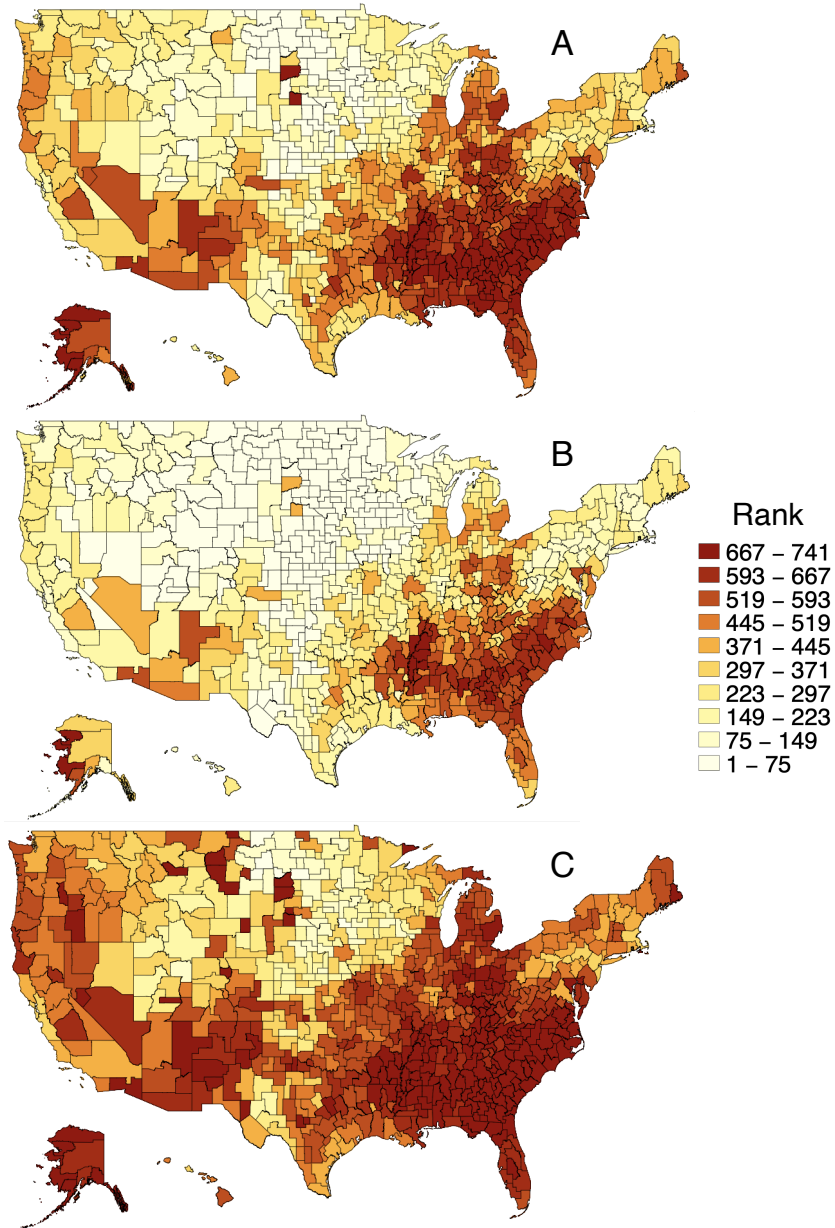 A
B
Rank
667 – 741
593 – 667
519 – 593
445 – 519
371 – 445
297 – 371
223 – 297
149 – 223
75 – 149
1 – 75
C